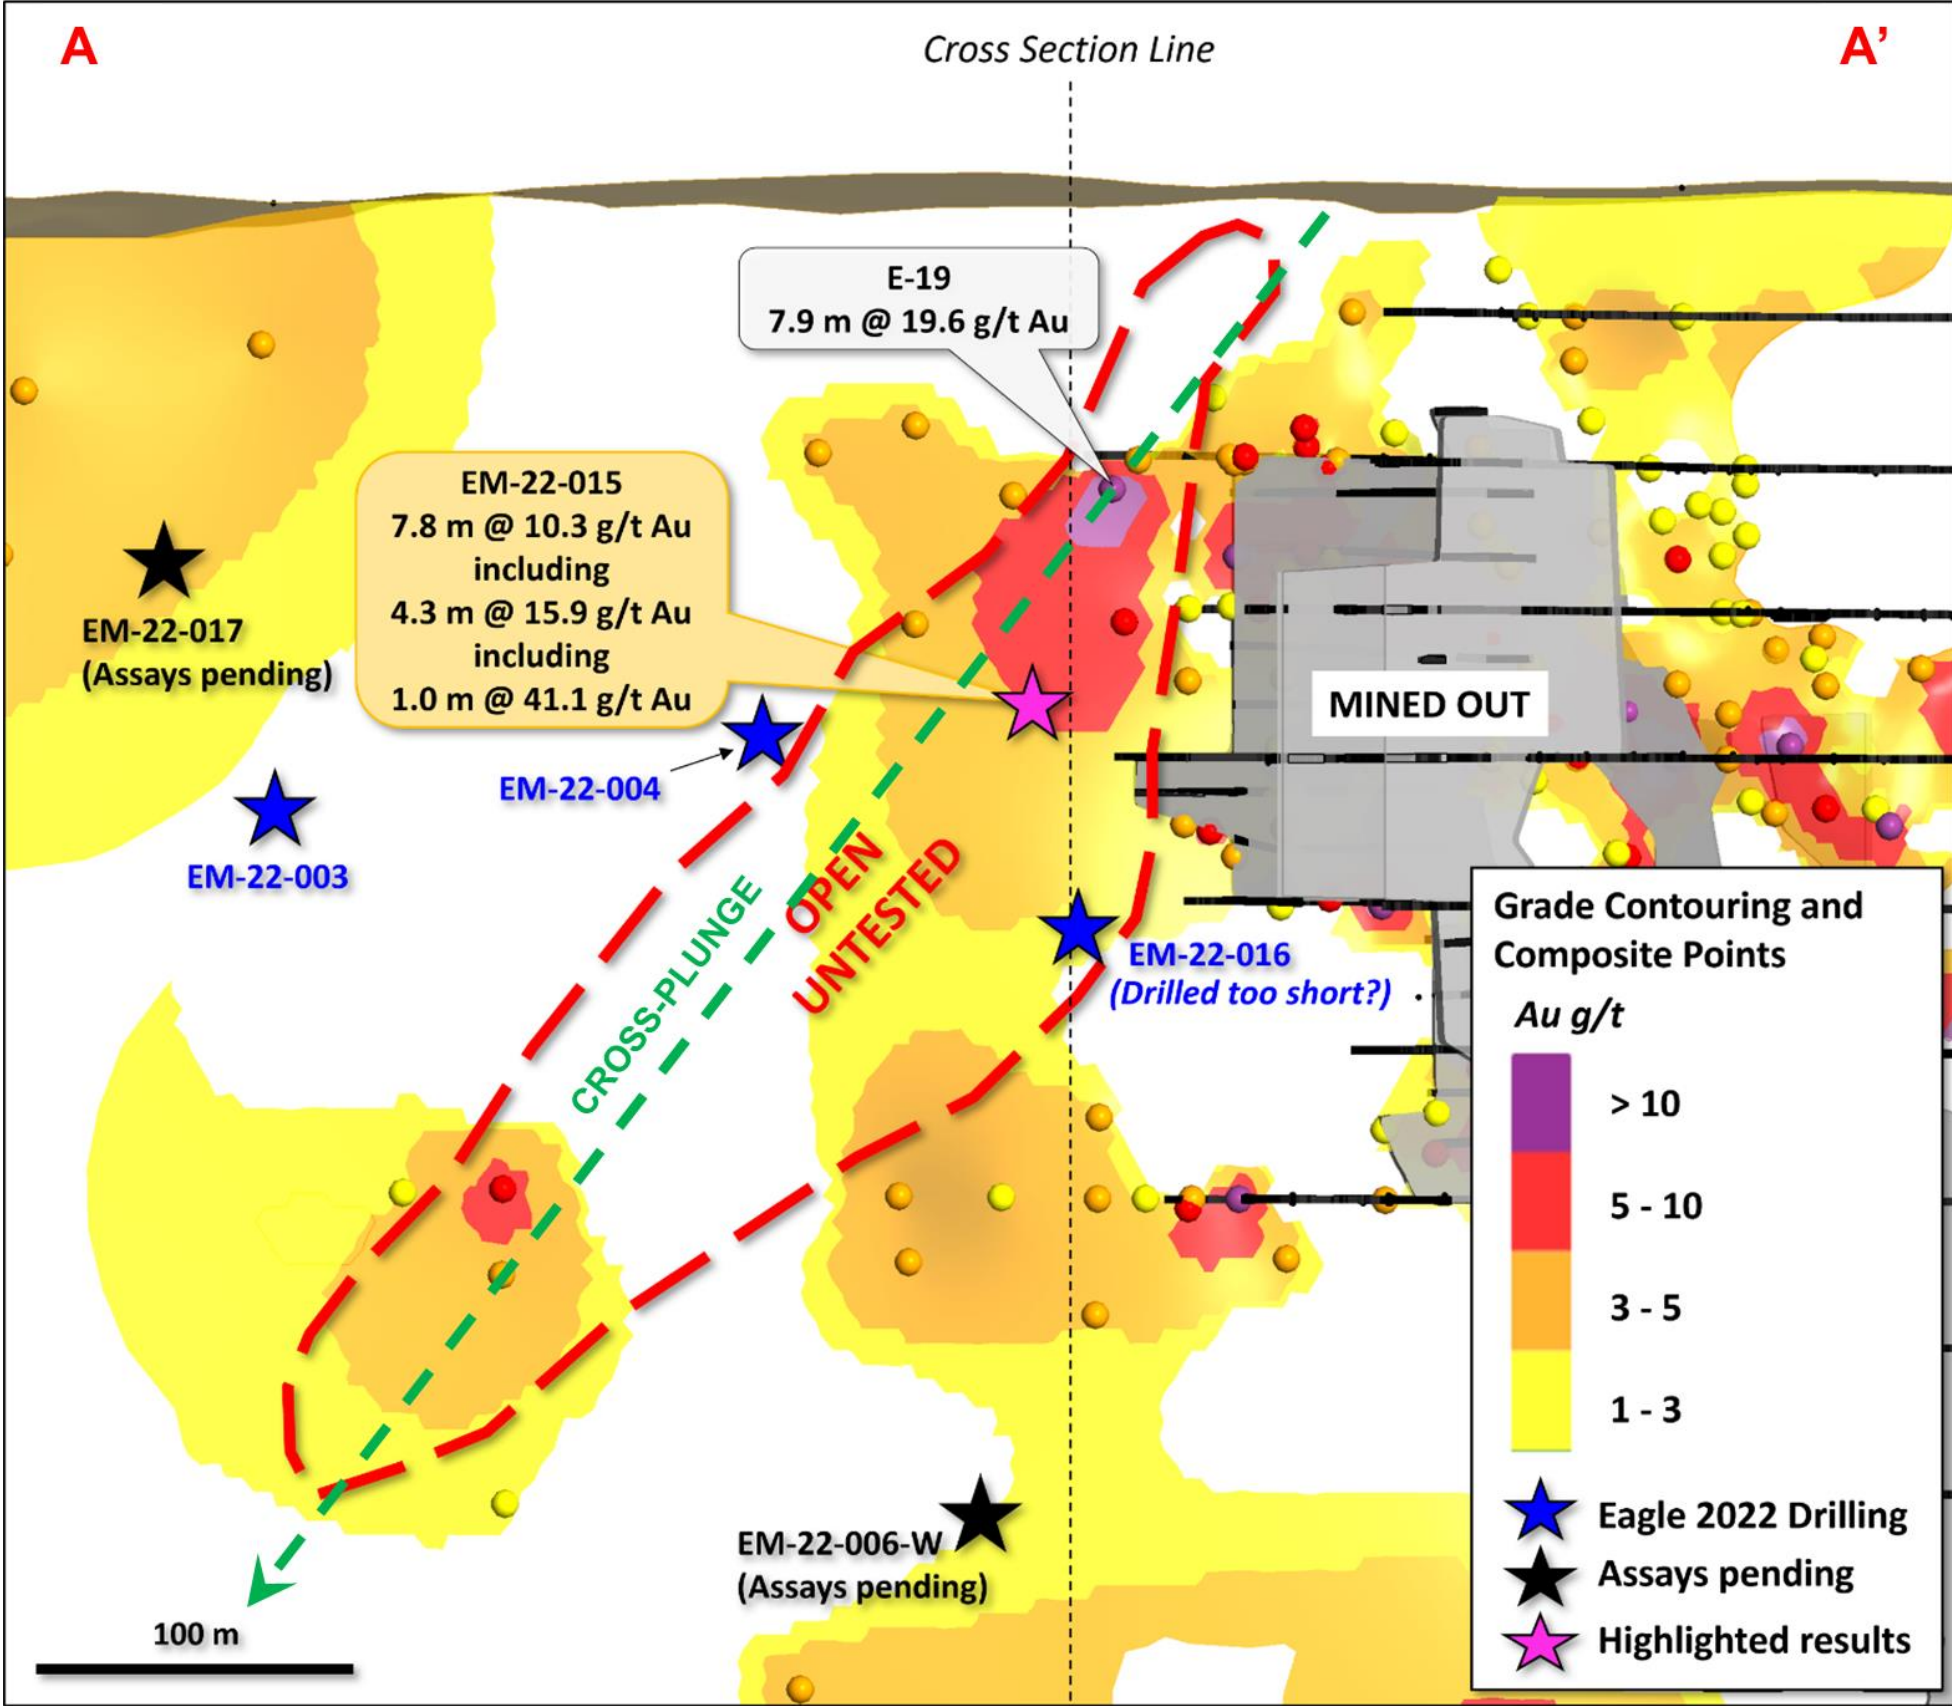 A
Cross Section Line
A’
E-19
7.9 m @ 19.6 g/t Au
EM-22-015
7.8 m @ 10.3 g/t Au
including
4.3 m @ 15.9 g/t Au
including
1.0 m @ 41.1 g/t Au
EM-22-017
(Assays pending)
MINED OUT
EM-22-004
EM-22-003
OPEN
UNTESTED
CROSS-PLUNGE
EM-22-016
(Drilled too short?)
EM-22-006-W
(Assays pending)
100 m
Grade Contouring and
Composite Points
Au g/t
> 10
5 - 10
3 - 5
1 - 3
Eagle 2022 Drilling
Assays pending
Highlighted results